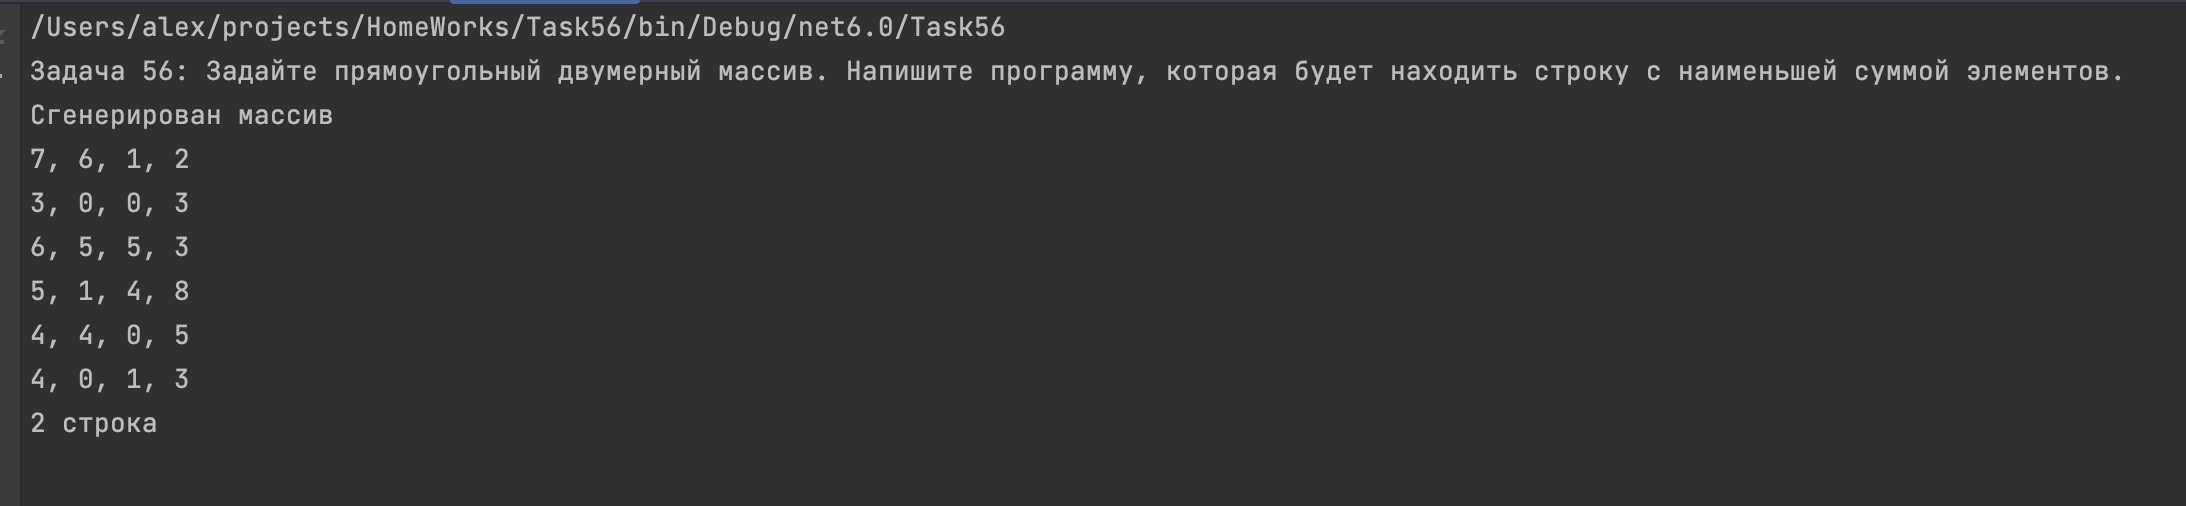 /Users/alex/projects/HomeWorks/Task56/bin/Debug/net6.0/Task56
Задача 56: Задайте прямоугольный двумерный массив. Напишите программу, которая будет находить строку с наименьшей суммой элементов.
Сгенерирован массив
7, 6, 1, 2
3, 0, 0, 3
6, 5, 5, 3
5, 1, 4, 8
4, 4, 0, 5
4, 0, 1, 3
2 строка